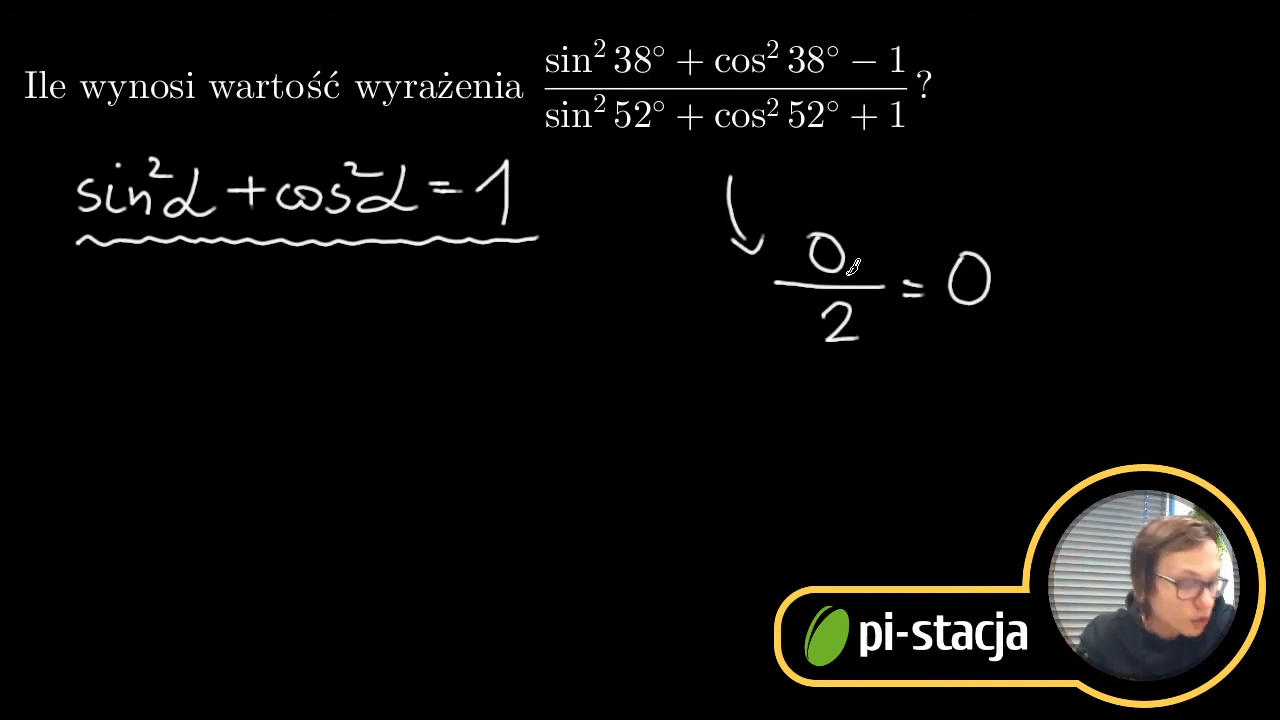 Ile wynosi wartość wyrażenia (sin² 38° + cos² 38° − 1)/(sin² 52° + cos² 52° + 1) ?
sin²α + cos²α = 1
0/2 = 0
pi-stacja